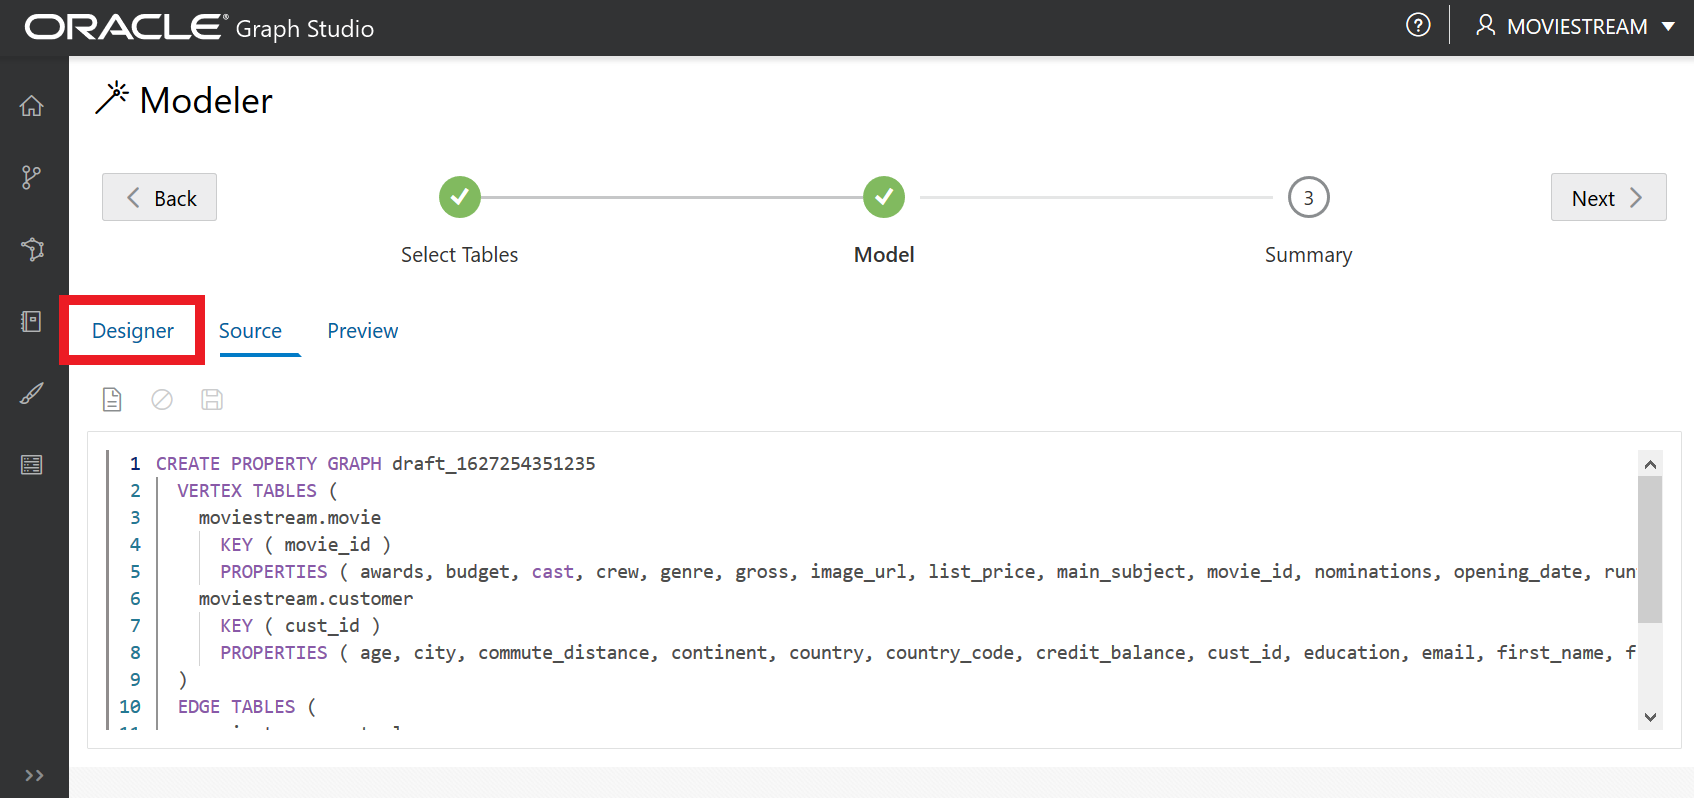 ORACLE® Graph Studio
MOVIESTREAM
Modeler
Back
Next
3
Select Tables
Model
Summary
Designer
Source
Preview
1 CREATE PROPERTY GRAPH draft_1627254351235
2 VERTEX TABLES (
3 moviestream.movie
4 KEY ( movie_id )
5 PROPERTIES ( awards, budget, cast, crew, genre, gross, image_url, list_price, main_subject, movie_id, nominations, opening_date, run
6 moviestream.customer
7 KEY ( cust_id )
8 PROPERTIES ( age, city, commute_distance, continent, country, country_code, credit_balance, cust_id, education, email, first_name, f
9 )
10 EDGE TABLES (